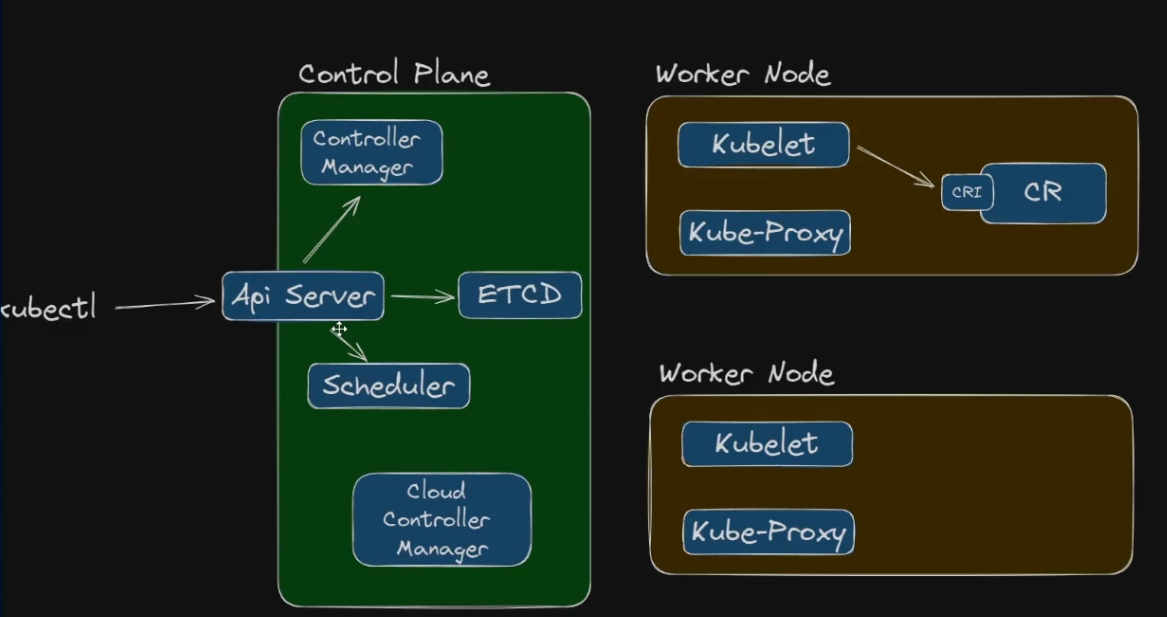 Control Plane
Worker Node
Controller
Manager
Kubelet
CRI
CR
Kube-Proxy
kubectl
Api Server
ETCD
Scheduler
Worker Node
Kubelet
Cloud
Controller
Manager
Kube-Proxy